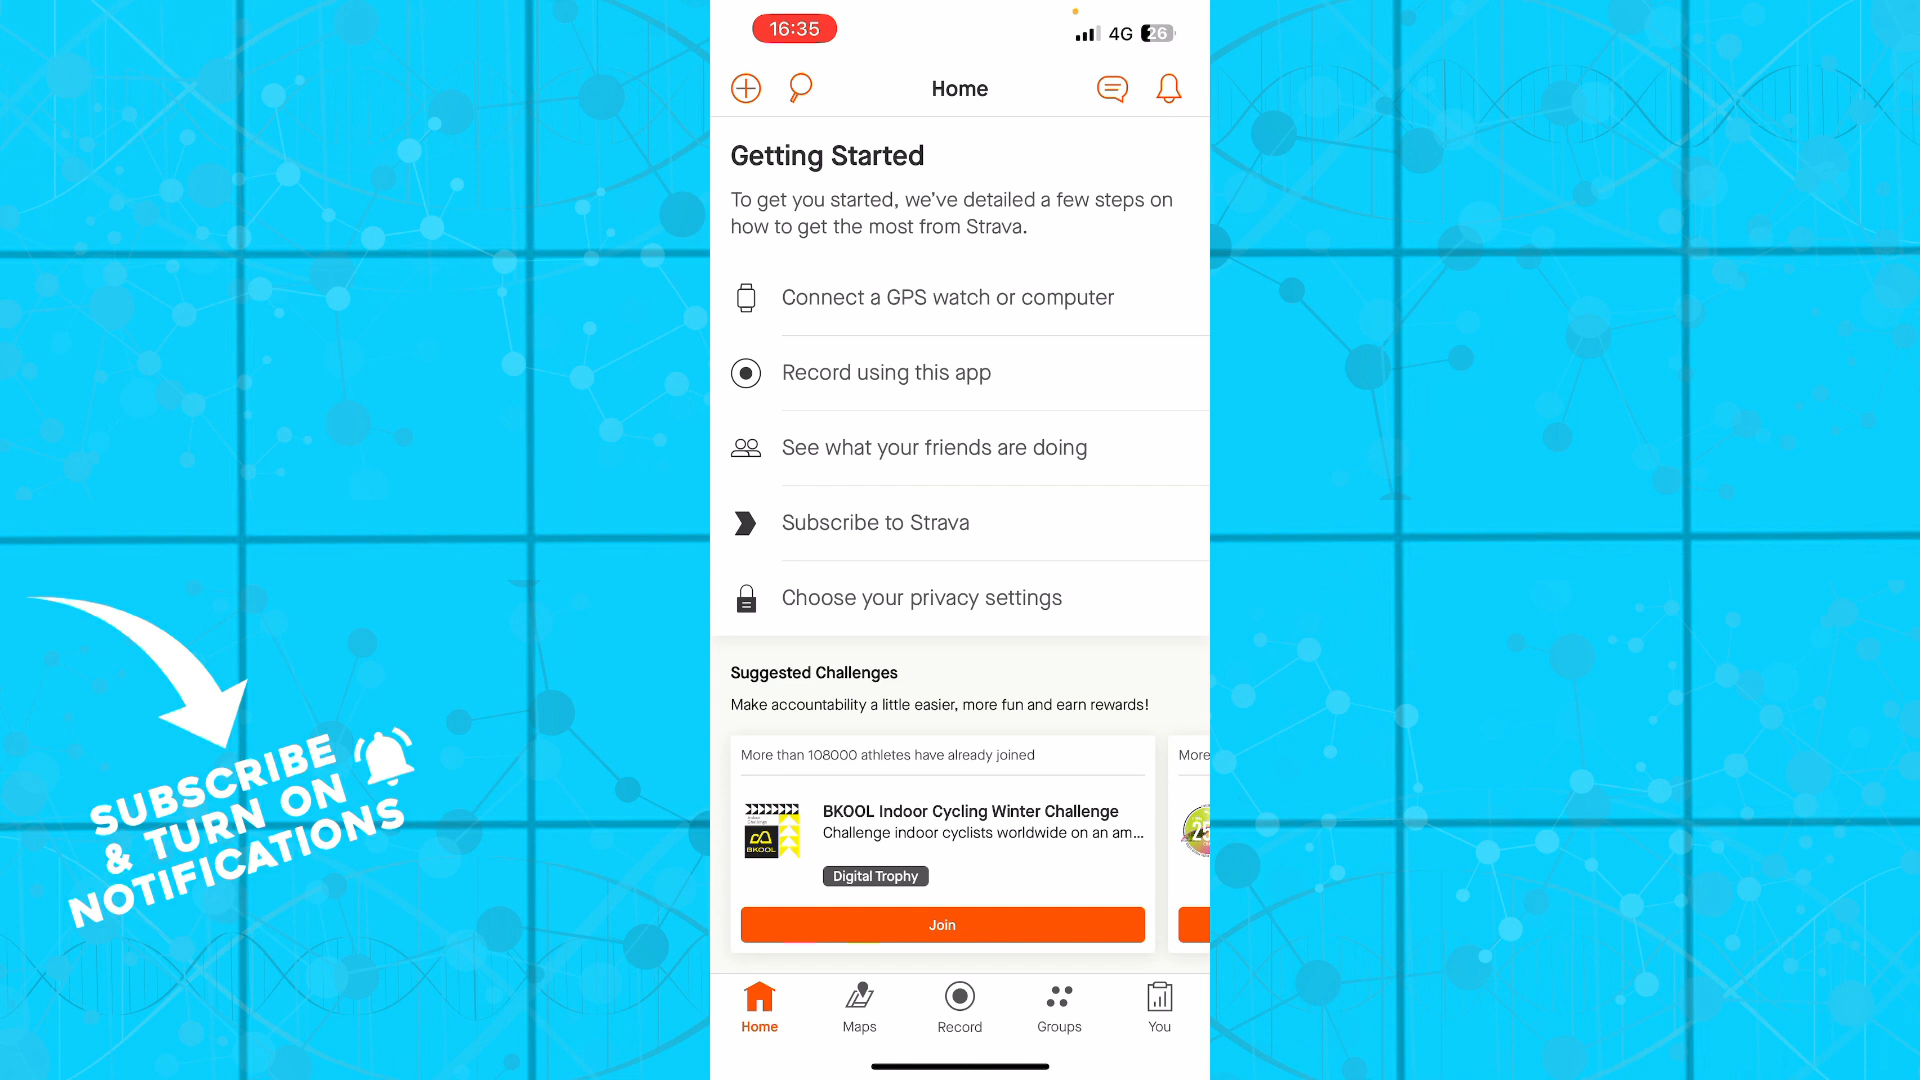 16:35
4G 26
Home
Getting Started
To get you started, we've detailed a few steps on
how to get the most from Strava.
Connect a GPS watch or computer
Record using this app
See what your friends are doing
Subscribe to Strava
Choose your privacy settings
Suggested Challenges
Make accountability a little easier, more fun and earn rewards!
More than 108000 athletes have already joined
More
BKOOL Indoor Cycling Winter Challenge
Challenge indoor cyclists worldwide on an am...
BKOOL
25
Digital Trophy
Join
Home
Maps
Record
Groups
You
SUBSCRIBE
& TURN ON
NOTIFICATIONS